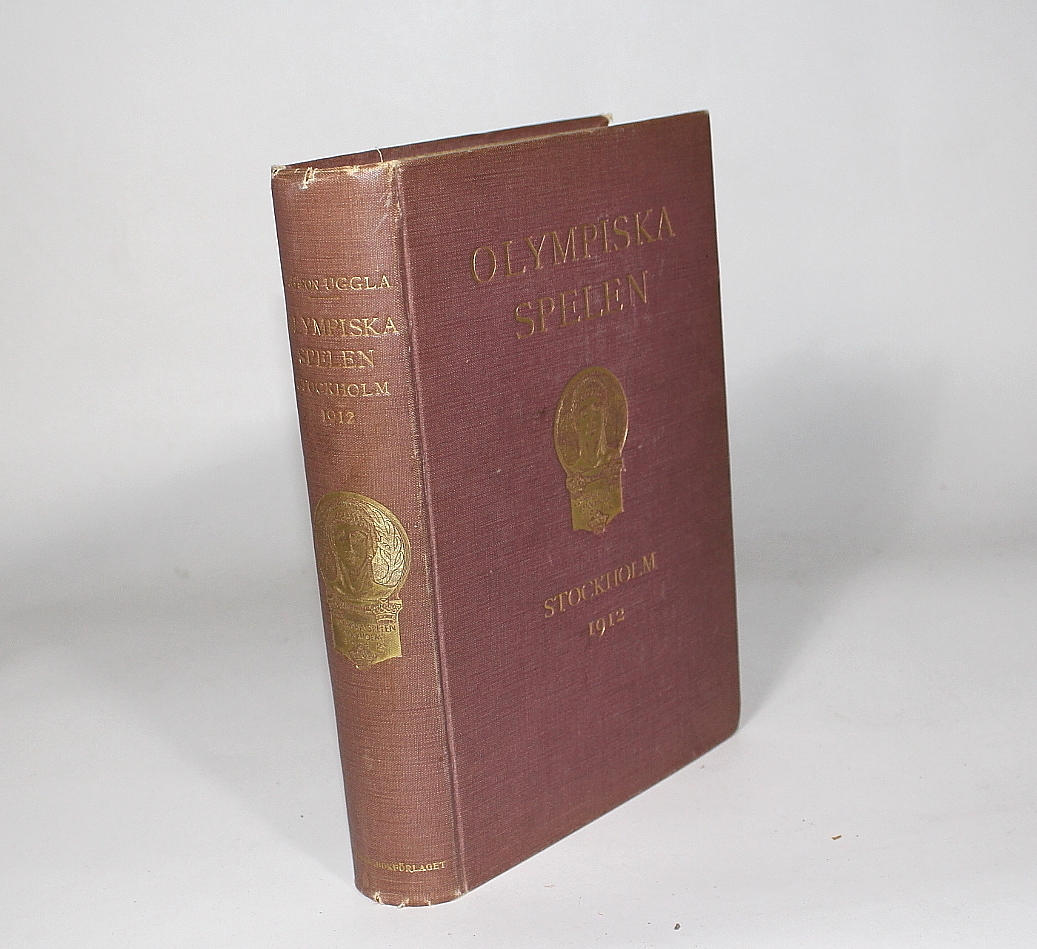 UGGLA
OLYMPISKA
SPELEN
STOCKHOLM
1912
OLYMPISKA
SPELEN
STOCKHOLM
1912